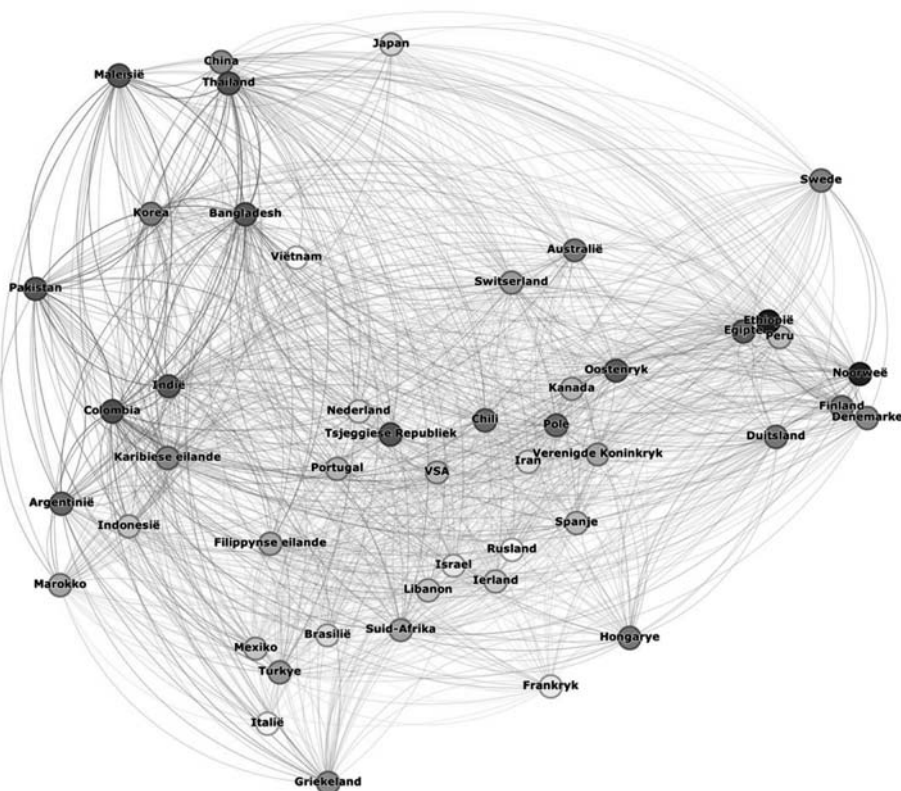 Japan
China
Maleisië
Thailand
Swede
Korea
Bangladesh
Viëtnam
Australië
Switserland
Pakistan
Ethiopië
Egipte
Peru
Oostenryk
Noorweë
Indië
Kanada
Colombia
Nederland
Finland
Denemarke
Chili
Pole
Tsjeggiese Republiek
Duitsland
Karibiese eilande
Verenigde Koninkryk
Portugal
VSA
Iran
Argentinië
Indonesië
Spanje
Filippynse eilande
Rusland
Israel
Marokko
Libanon
Ierland
Brasilië
Suid-Afrika
Hongarye
Mexiko
Turkye
Frankryk
Italië
Griekeland